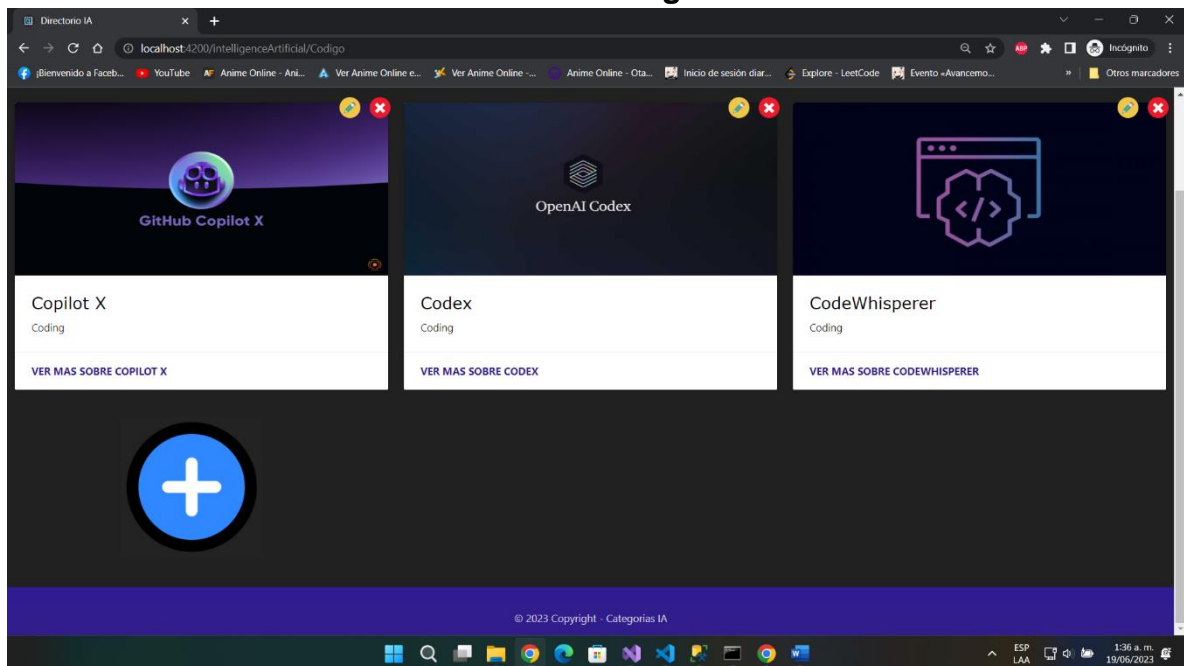 Directorio IA
localhost:4200/intelligenceArtificial/Codigo
ABP
Incógnito
¡Bienvenido a Faceb...
YouTube
Anime Online - Ani...
Ver Anime Online e...
Ver Anime Online -...
Anime Online - Ota...
Inicio de sesión diar...
Explore - LeetCode
Evento «Avancemo...
»
Otros marcadores
GitHub Copilot X
OpenAI Codex
</>
Copilot X
Coding
VER MAS SOBRE COPILOT X
Codex
Coding
VER MAS SOBRE CODEX
CodeWhisperer
Coding
VER MAS SOBRE CODEWHISPERER
© 2023 Copyright - Categorias IA
ESP
LAA
1:36 a. m.
19/06/2023